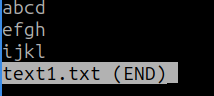 abcd
efgh
ijkl
text1.txt (END)